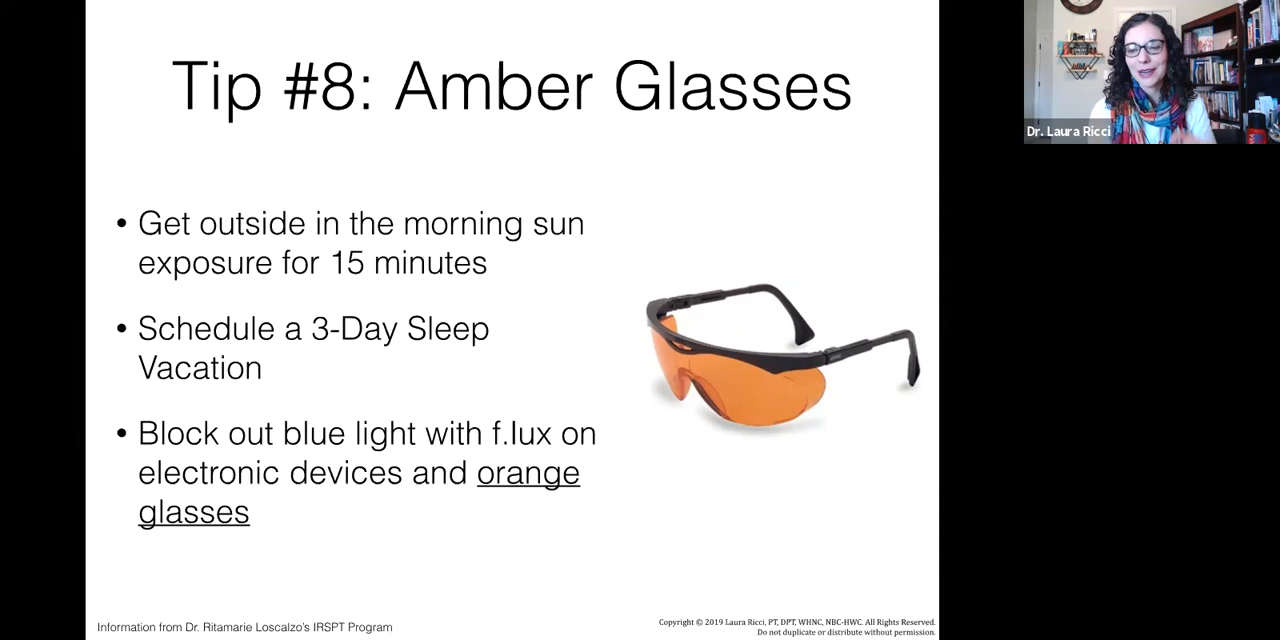 Tip #8: Amber Glasses
Dr. Laura Ricci
• Get outside in the morning sun
exposure for 15 minutes
• Schedule a 3-Day Sleep
Vacation
• Block out blue light with f.lux on
electronic devices and orange
glasses
Information from Dr. Ritamarie Loscalzo's IRSPT Program
Copyright © 2019 Laura Ricci, PT, DPT, WHNC, NBC-HWC. All Rights Reserved.
Do not duplicate or distribute without permission.